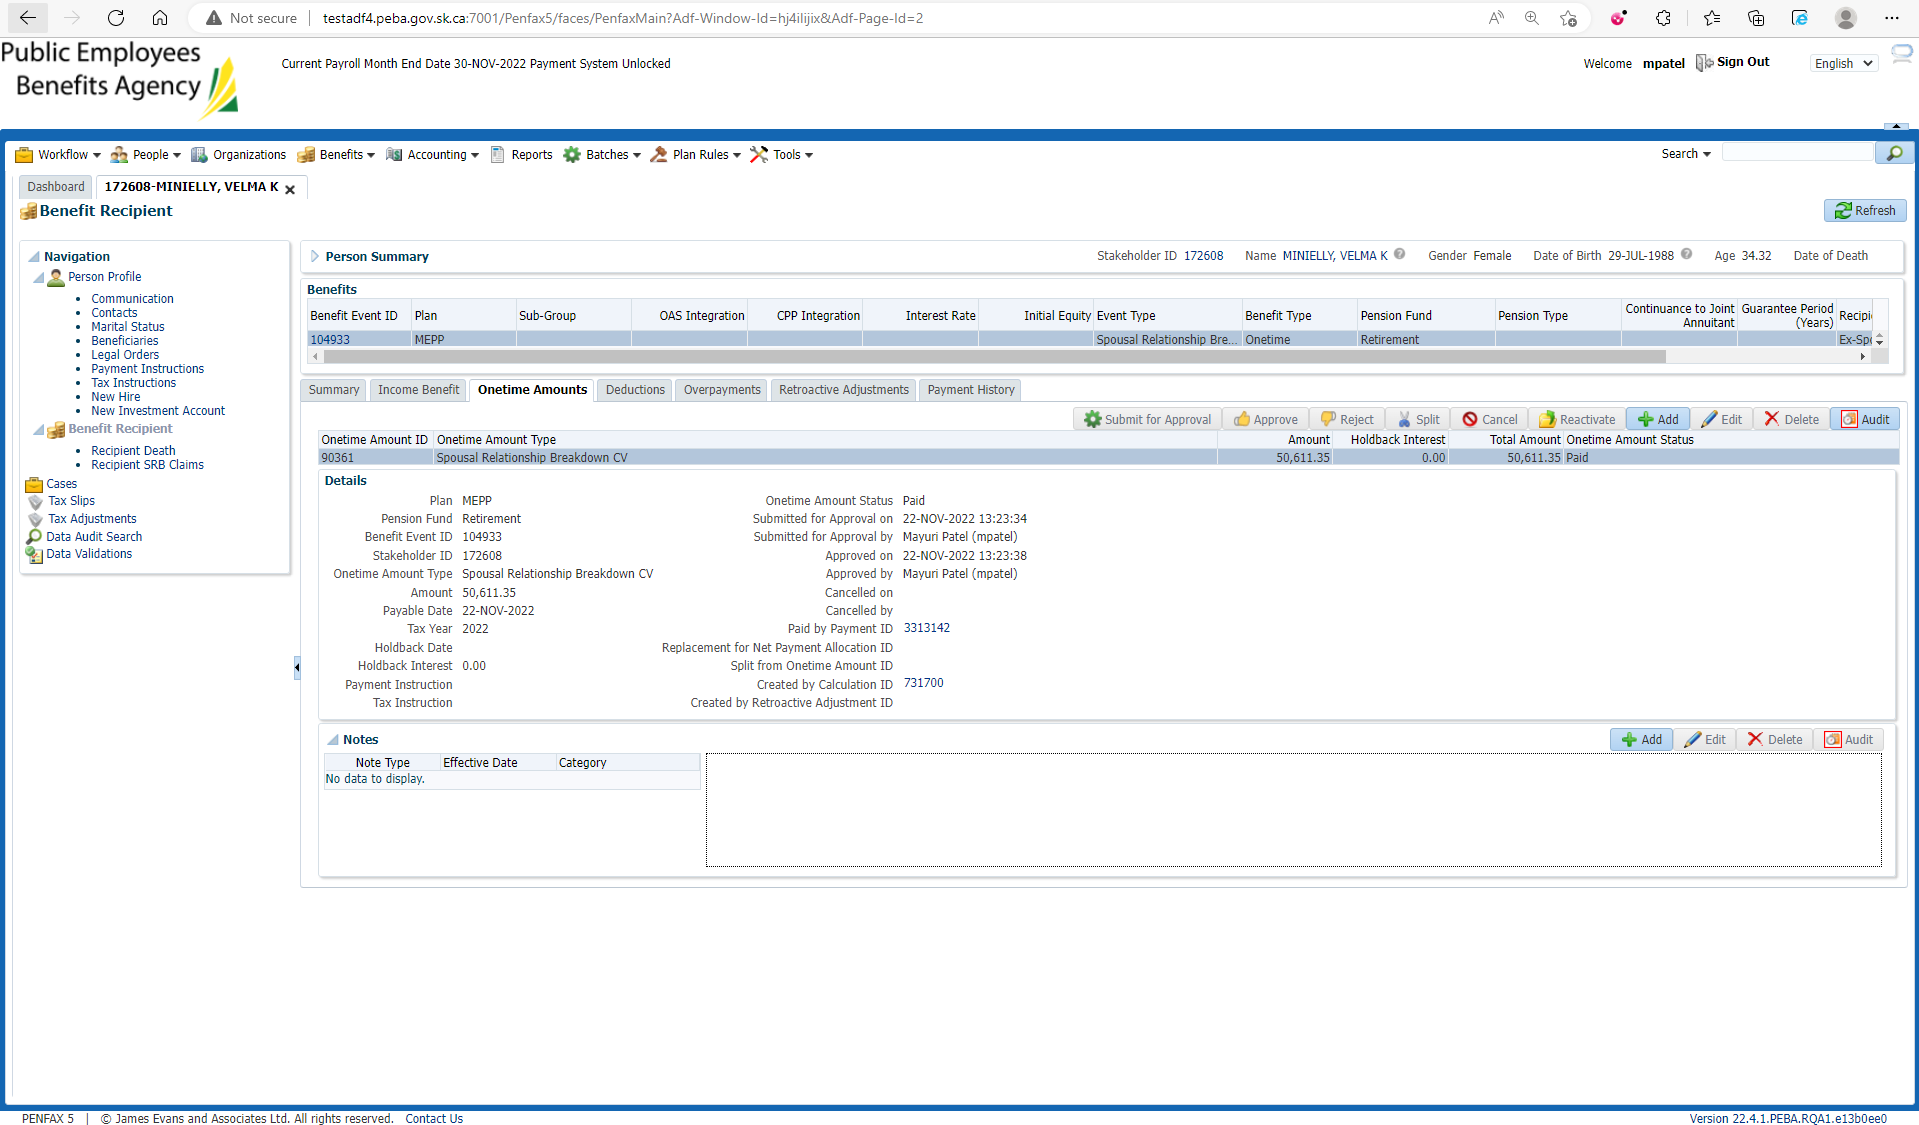 Not secure testadf4.peba.gov.sk.ca:7001/Penfax5/faces/PenfaxMain?Adf-Window-Id=hj4ilijix&Adf-Page-Id=2
Public Employees
Benefits Agency
Current Payroll Month End Date 30-NOV-2022 Payment System Unlocked
Welcome mpatel Sign Out English
Workflow People Organizations Benefits Accounting Reports Batches Plan Rules Tools Search
Dashboard 172608-MINIELLY, VELMA K
Benefit Recipient Refresh
Navigation
Person Profile
Communication
Contacts
Marital Status
Beneficiaries
Legal Orders
Payment Instructions
Tax Instructions
New Hire
New Investment Account
Benefit Recipient
Recipient Death
Recipient SRB Claims
Cases
Tax Slips
Tax Adjustments
Data Audit Search
Data Validations
Person Summary Stakeholder ID 172608 Name MINIELLY, VELMA K Gender Female Date of Birth 29-JUL-1988 Age 34.32 Date of Death
Benefits
Benefit Event ID Plan Sub-Group OAS Integration CPP Integration Interest Rate Initial Equity Event Type Benefit Type Pension Fund Pension Type Continuance to Joint Annuitant Guarantee Period (Years) Recipi
104933 MEPP Spousal Relationship Bre... Onetime Retirement Ex-Spo
Summary Income Benefit Onetime Amounts Deductions Overpayments Retroactive Adjustments Payment History
Submit for Approval Approve Reject Split Cancel Reactivate Add Edit Delete Audit
Onetime Amount ID Onetime Amount Type Amount Holdback Interest Total Amount Onetime Amount Status
90361 Spousal Relationship Breakdown CV 50,611.35 0.00 50,611.35 Paid
Details
Plan MEPP Onetime Amount Status Paid
Pension Fund Retirement Submitted for Approval on 22-NOV-2022 13:23:34
Benefit Event ID 104933 Submitted for Approval by Mayuri Patel (mpatel)
Stakeholder ID 172608 Approved on 22-NOV-2022 13:23:38
Onetime Amount Type Spousal Relationship Breakdown CV Approved by Mayuri Patel (mpatel)
Amount 50,611.35 Cancelled on
Payable Date 22-NOV-2022 Cancelled by
Tax Year 2022 Paid by Payment ID 3313142
Holdback Date Replacement for Net Payment Allocation ID
Holdback Interest 0.00 Split from Onetime Amount ID
Payment Instruction Created by Calculation ID 731700
Tax Instruction Created by Retroactive Adjustment ID
Notes Add Edit Delete Audit
Note Type Effective Date Category
No data to display.
PENFAX 5 | © James Evans and Associates Ltd. All rights reserved. Contact Us Version 22.4.1.PEBA.RQA1.e13b0ee0